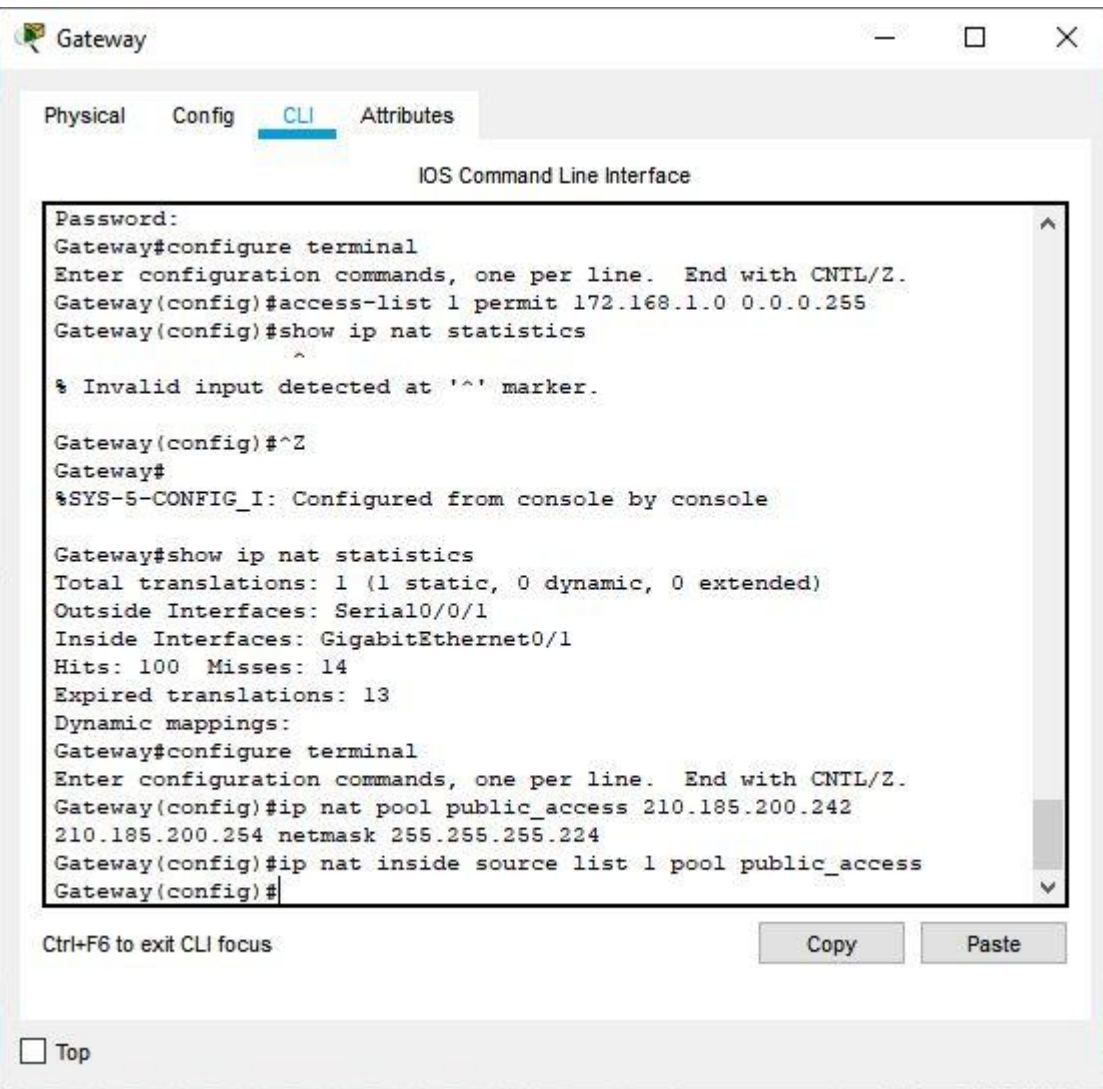 Gateway
Physical Config CLI Attributes
IOS Command Line Interface
Password:
Gateway#configure terminal
Enter configuration commands, one per line.  End with CNTL/Z.
Gateway(config)#access-list 1 permit 172.168.1.0 0.0.0.255
Gateway(config)#show ip nat statistics
^
% Invalid input detected at '^' marker.
Gateway(config)#^Z
Gateway#
%SYS-5-CONFIG_I: Configured from console by console
Gateway#show ip nat statistics
Total translations: 1 (1 static, 0 dynamic, 0 extended)
Outside Interfaces: Serial0/0/1
Inside Interfaces: GigabitEthernet0/1
Hits: 100  Misses: 14
Expired translations: 13
Dynamic mappings:
Gateway#configure terminal
Enter configuration commands, one per line.  End with CNTL/Z.
Gateway(config)#ip nat pool public_access 210.185.200.242
210.185.200.254 netmask 255.255.255.224
Gateway(config)#ip nat inside source list 1 pool public_access
Gateway(config)#
Ctrl+F6 to exit CLI focus
Copy Paste
Top